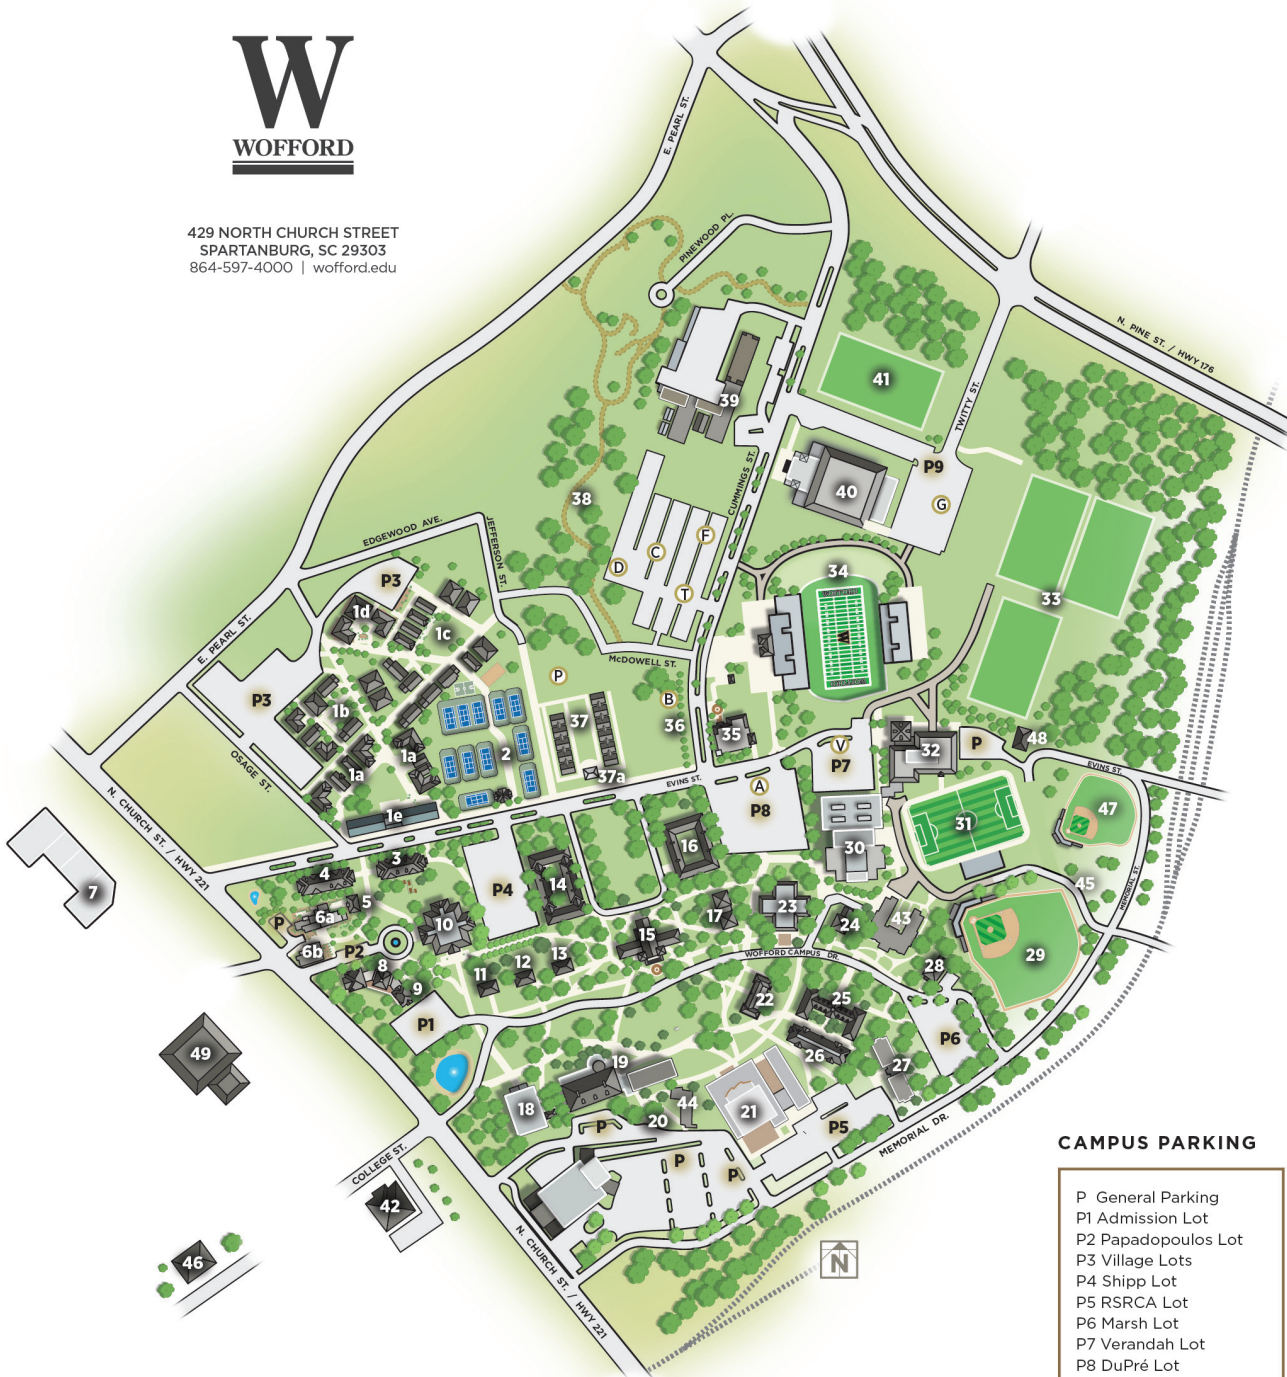 W
WOFFORD
429 NORTH CHURCH STREET
SPARTANBURG, SC 29303
864-597-4000 | wofford.edu
E. PEARL ST.
PINEWOOD PL.
N. PINE ST. / HWY 176
41
TWITTY ST.
39
P9
40
G
CUMMINGS ST.
38
F
C
D
T
EDGEWOOD AVE.
JEFFERSON ST.
34
33
P3
1d
1c
W
E. PEARL ST.
McDOWELL ST.
P
B
P3
1b
37
36
35
V
P7
32
P
48
1a
1a
2
37a
EVINS ST.
EVINS ST.
OSAGE ST.
A
P8
47
1e
31
N. CHURCH ST. / HWY 221
3
16
30
4
7
P4
14
45
MEMORIAL ST.
5
6a
P
10
17
23
24
43
15
6b
P2
WOFFORD CAMPUS DR.
29
8
13
12
11
28
9
22
25
P1
P6
49
26
19
27
18
44
21
20
P
P5
MEMORIAL DR.
CAMPUS PARKING
COLLEGE ST.
P
P
42
P General Parking
P1 Admission Lot
P2 Papadopoulos Lot
P3 Village Lots
P4 Shipp Lot
P5 RSRCA Lot
P6 Marsh Lot
P7 Verandah Lot
P8 DuPré Lot
46
N
N. CHURCH ST. / HWY 221